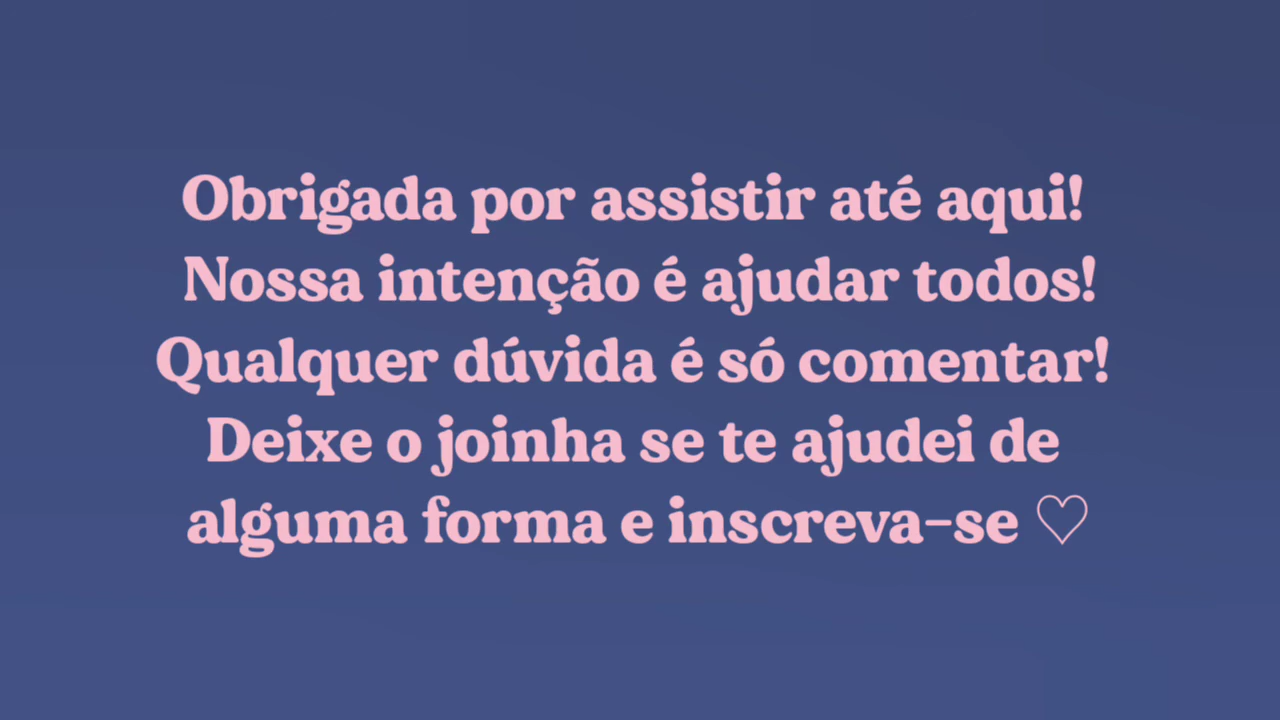 Obrigada por assistir até aqui!
Nossa intenção é ajudar todos!
Qualquer dúvida é só comentar!
Deixe o joinha se te ajudei de
alguma forma e inscreva-se ♡